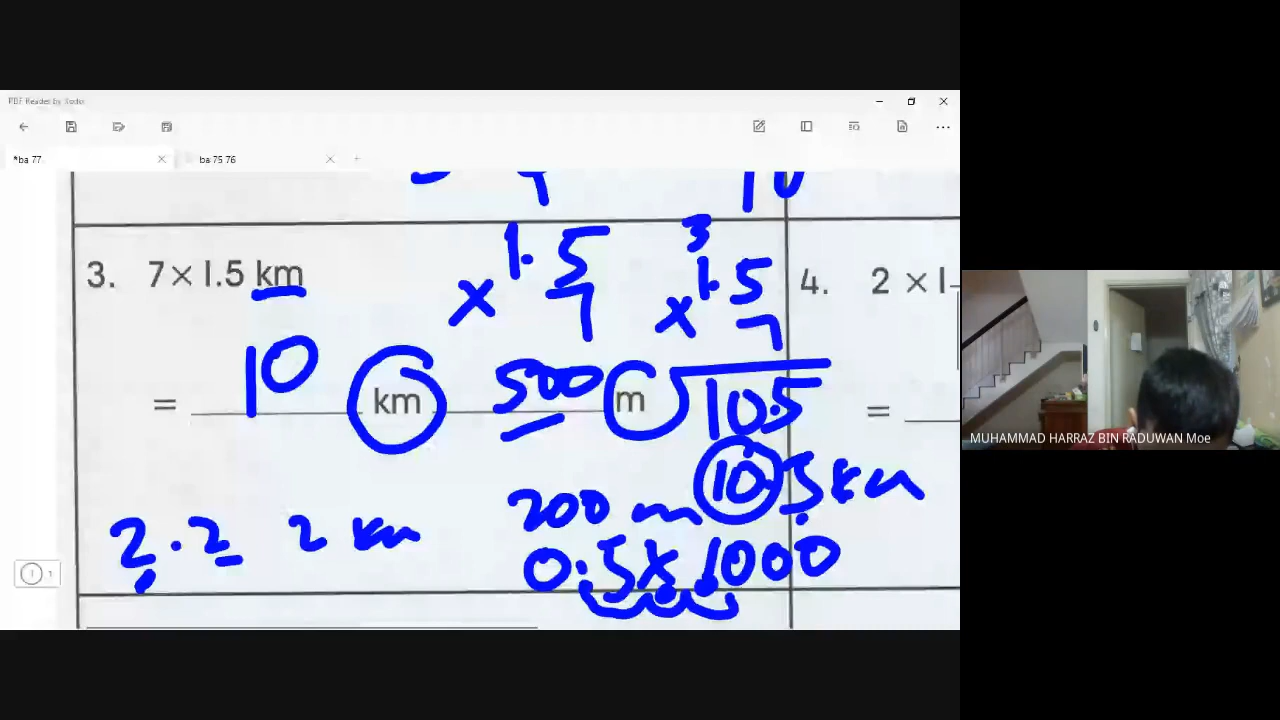 PDF Reader by Xodo
*ba 77
ba 75 76
3. 7 × 1.5 km
1.5
× 7
3
1.5
× 7
10.5
4. 2 × 1
= 10 km 500 m
=
10.5 km
2.2 2 km 200 m
0.5 × 1000
1
MUHAMMAD HARRAZ BIN RADUWAN Moe